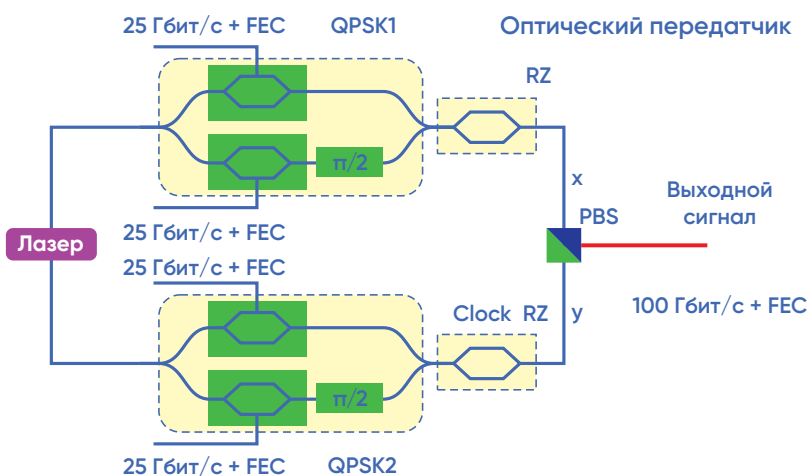 25 Гбит/с + FEC
QPSK1
Оптический передатчик
RZ
π/2
x
Выходной
сигнал
PBS
25 Гбит/с + FEC
Лазер
25 Гбит/с + FEC
Clock RZ
y
100 Гбит/с + FEC
π/2
25 Гбит/с + FEC
QPSK2